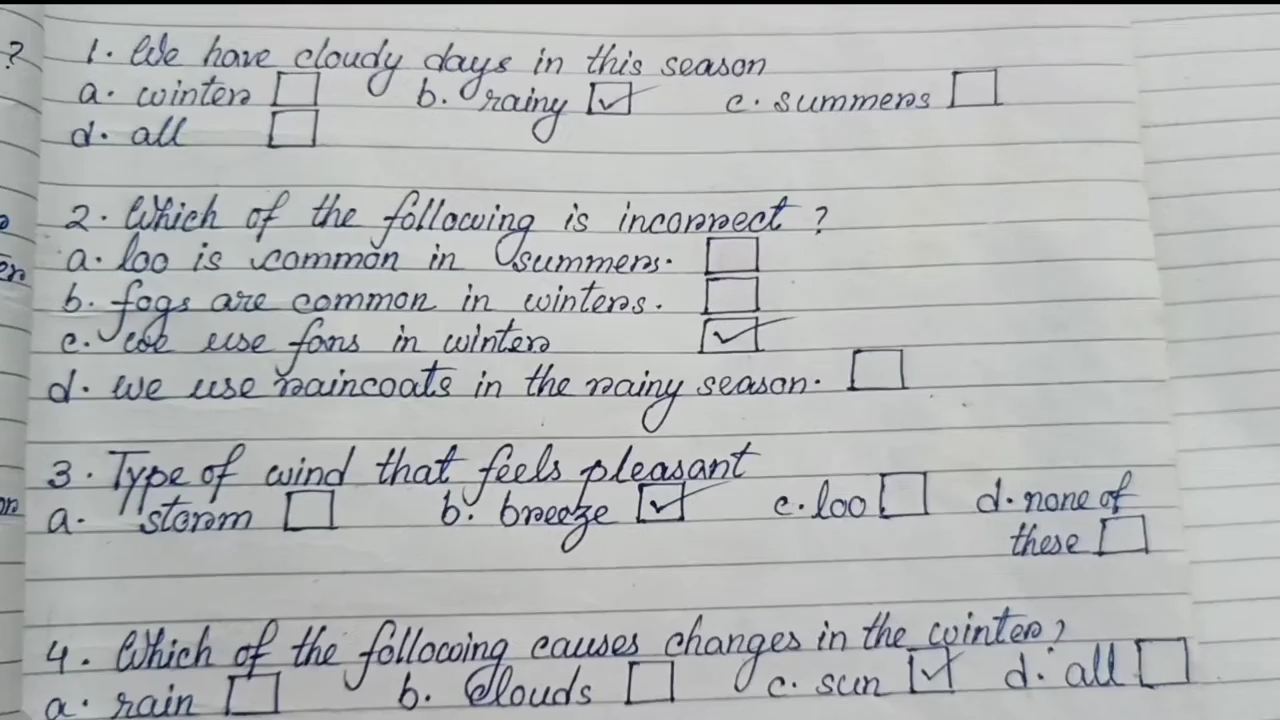 ?
1. We have cloudy days in this season
a. winter b. rainy c. summers
d. all
2. Which of the following is incorrect ?
a. loo is common in summers.
b. fogs are common in winters.
c. we use fans in winter
d. we use raincoats in the rainy season.
3. Type of wind that feels pleasant
a. storm b. breeze c. loo d. none of
these
4. Which of the following causes changes in the winter?
a. rain b. clouds c. sun d. all